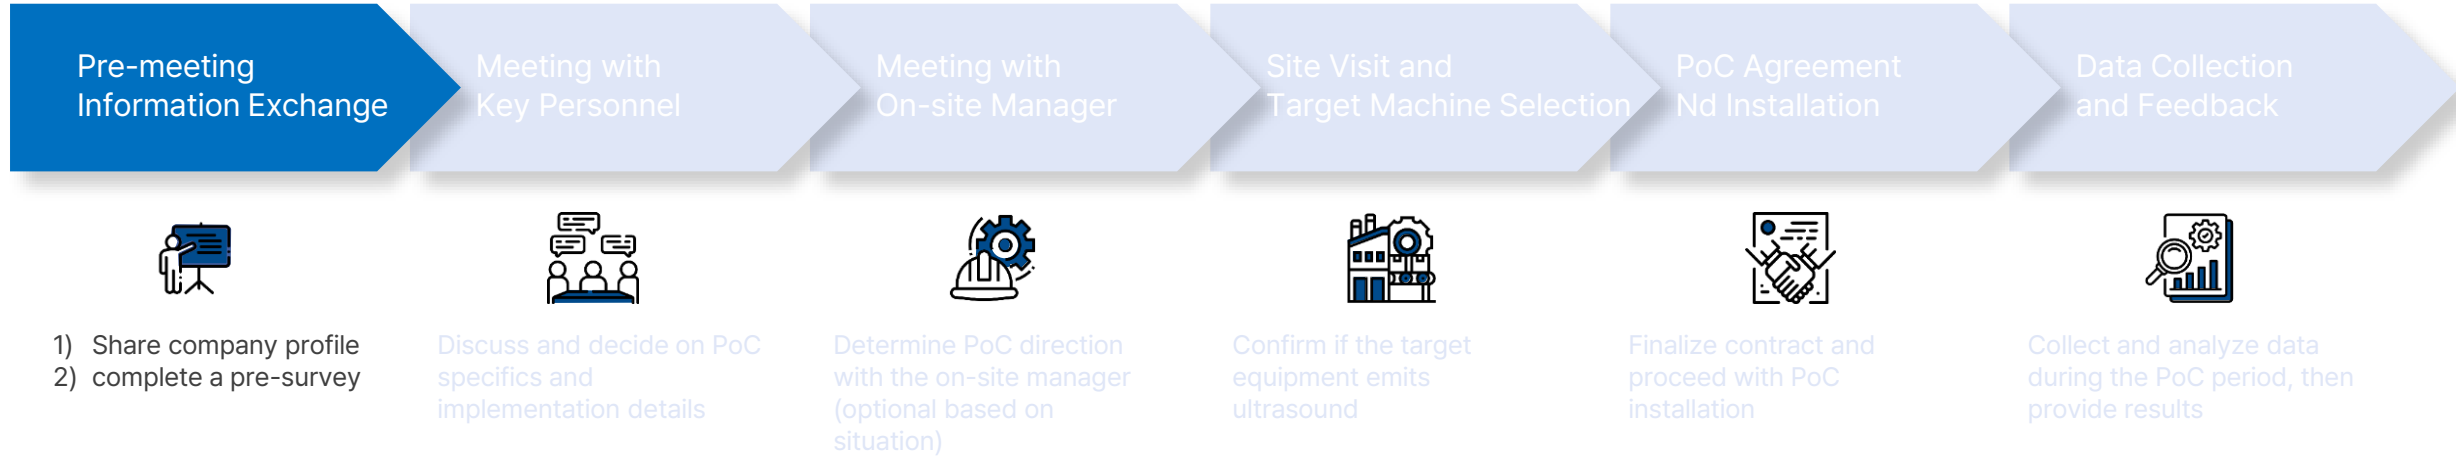 Pre-meeting
Information Exchange
Meeting with
Key Personnel
Meeting with
On-site Manager
Site Visit and
Target Machine Selection
PoC Agreement
Nd Installation
Data Collection
and Feedback
1) Share company profile
2) complete a pre-survey
Discuss and decide on PoC
specifics and
implementation details
Determine PoC direction
with the on-site manager
(optional based on
situation)
Confirm if the target
equipment emits
ultrasound
Finalize contract and
proceed with PoC
installation
Collect and analyze data
during the PoC period, then
provide results